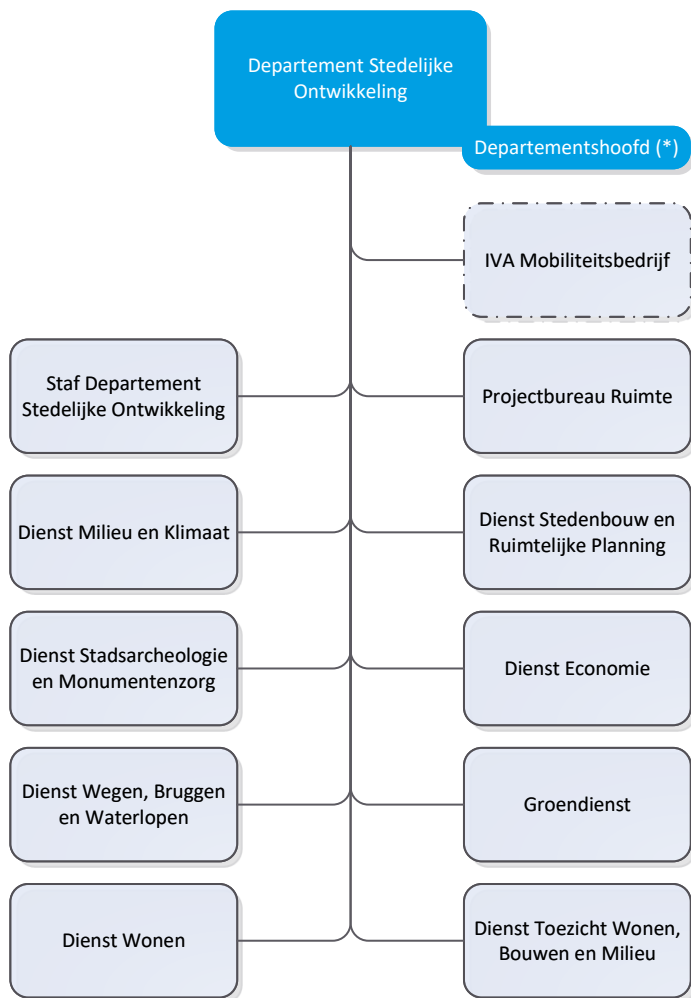 Departement Stedelijke
Ontwikkeling
Departementshoofd (*)
IVA Mobiliteitsbedrijf
Staf Departement
Stedelijke Ontwikkeling
Projectbureau Ruimte
Dienst Milieu en Klimaat
Dienst Stedenbouw en
Ruimtelijke Planning
Dienst Stadsarcheologie
en Monumentenzorg
Dienst Economie
Dienst Wegen, Bruggen
en Waterlopen
Groendienst
Dienst Wonen
Dienst Toezicht Wonen,
Bouwen en Milieu